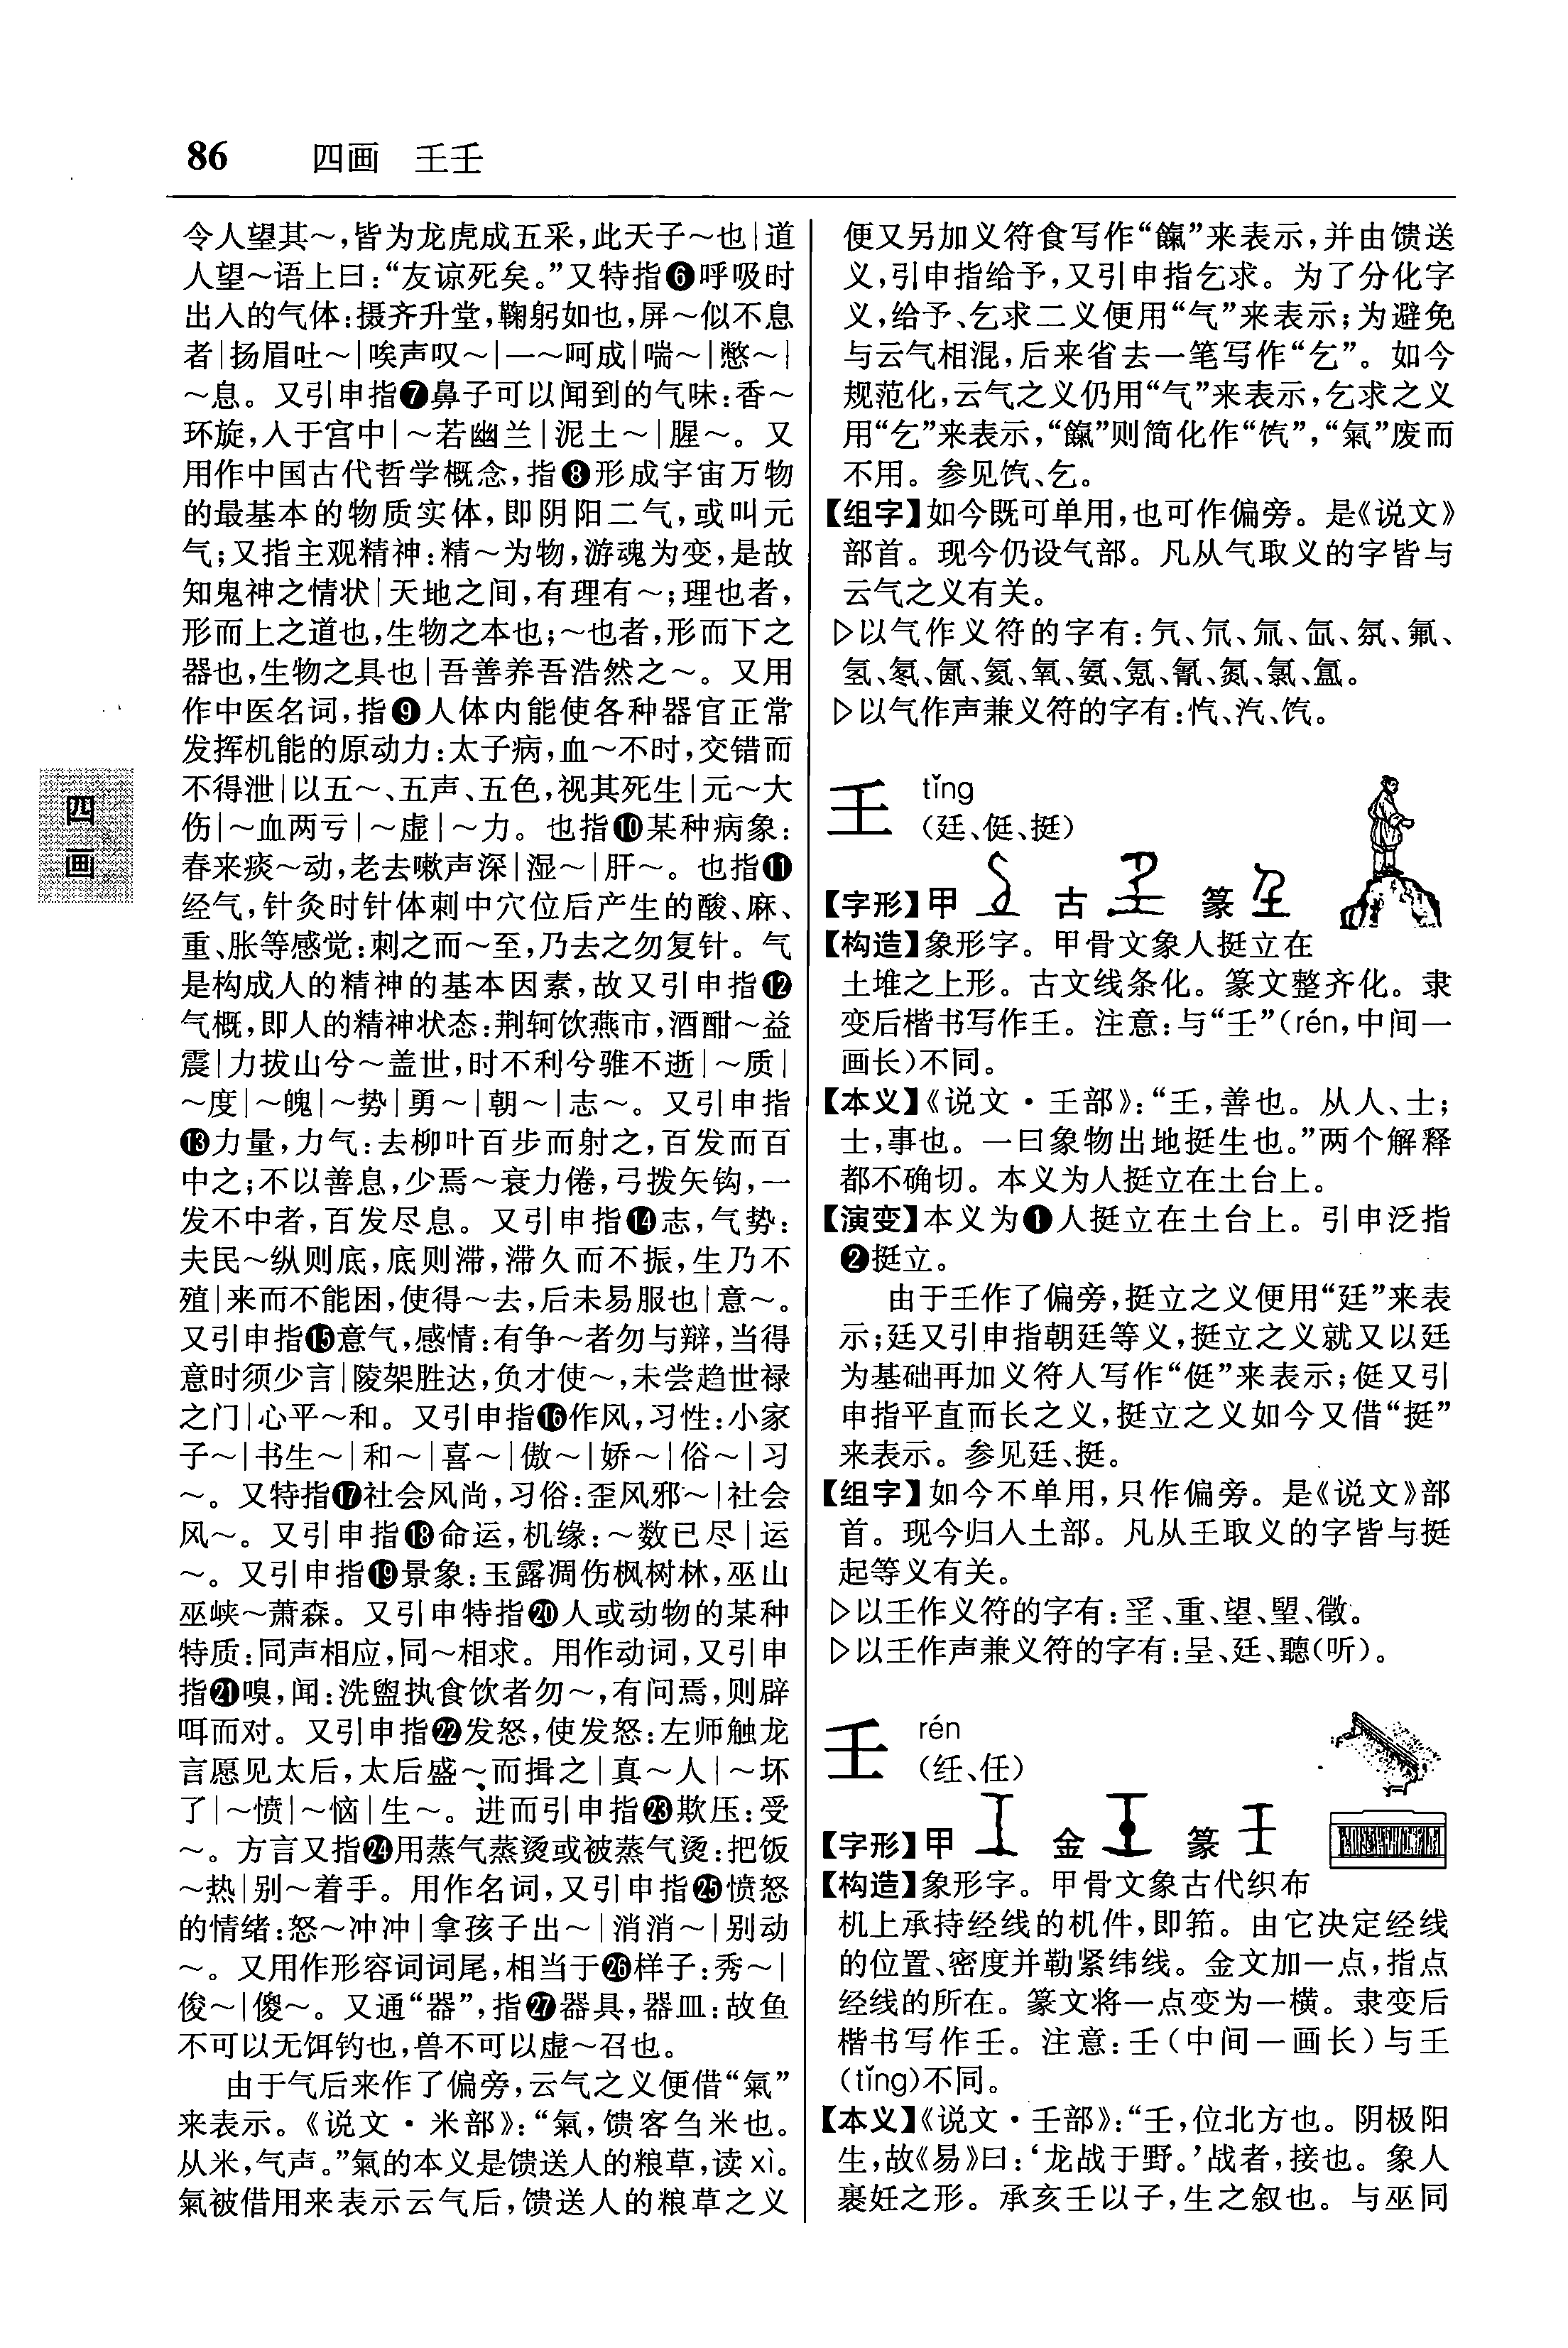 86 四画 𡈼壬
令人望其～,皆为龙虎成五采,此天子～也|道
人望～语上曰:“友谅死矣。”又特指❻呼吸时
出入的气体:摄齐升堂,鞠躬如也,屏～似不息
者|扬眉吐～|唉声叹～|一～呵成|喘～|憋～|
～息。又引申指❼鼻子可以闻到的气味:香～
环旋,入于宫中|～若幽兰|泥土～|腥～。又
用作中国古代哲学概念,指❽形成宇宙万物
的最基本的物质实体,即阴阳二气,或叫元
气;又指主观精神:精～为物,游魂为变,是故
知鬼神之情状|天地之间,有理有～;理也者,
形而上之道也,生物之本也;～也者,形而下之
器也,生物之具也|吾善养吾浩然之～。又用
作中医名词,指❾人体内能使各种器官正常
发挥机能的原动力:太子病,血～不时,交错而
不得泄|以五～、五声、五色,视其死生|元～大
伤|～血两亏|～虚|～力。也指❿某种病象:
春来痰～动,老去嗽声深|湿～|肝～。也指⓫
经气,针灸时针体刺中穴位后产生的酸、麻、
重、胀等感觉:刺之而～至,乃去之勿复针。气
是构成人的精神的基本因素,故又引申指⓬
气概,即人的精神状态:荆轲饮燕市,酒酣～益
震|力拔山兮～盖世,时不利兮骓不逝|～质|
～度|～魄|～势|勇～|朝～|志～。又引申指
⓭力量,力气:去柳叶百步而射之,百发而百
中之;不以善息,少焉～衰力倦,弓拨矢钩,一
发不中者,百发尽息。又引申指⓮志,气势:
夫民～纵则底,底则滞,滞久而不振,生乃不
殖|来而不能困,使得～去,后未易服也|意～。
又引申指⓯意气,感情:有争～者勿与辩,当得
意时须少言|陵架胜达,负才使～,未尝趋世禄
之门|心平～和。又引申指⓰作风,习性:小家
子～|书生～|和～|喜～|傲～|娇～|俗～|习
～。又特指⓱社会风尚,习俗:歪风邪～|社会
风～。又引申指⓲命运,机缘:～数已尽|运
～。又引申指⓳景象:玉露凋伤枫树林,巫山
巫峡～萧森。又引申特指⓴人或动物的某种
特质:同声相应,同～相求。用作动词,又引申
指㉑嗅,闻:洗盥执食饮者勿～,有问焉,则辟
咡而对。又引申指㉒发怒,使发怒:左师触龙
言愿见太后,太后盛～而揖之|真～人|～坏
了|～愤|～恼|生～。进而引申指㉓欺压:受
～。方言又指㉔用蒸气蒸烫或被蒸气烫:把饭
～热|别～着手。用作名词,又引申指㉕愤怒
的情绪:怒～冲冲|拿孩子出～|消消～|别动
～。又用作形容词词尾,相当于㉖样子:秀～|
俊～|傻～。又通“器”,指㉗器具,器皿:故鱼
不可以无饵钓也,兽不可以虚～召也。
由于气后来作了偏旁,云气之义便借“氣”
来表示。《说文·米部》:“氣,馈客刍米也。
从米,气声。”氣的本义是馈送人的粮草,读xì。
氣被借用来表示云气后,馈送人的粮草之义
便又另加义符食写作“餼”来表示,并由馈送
义,引申指给予,又引申指乞求。为了分化字
义,给予、乞求二义便用“气”来表示;为避免
与云气相混,后来省去一笔写作“乞”。如今
规范化,云气之义仍用“气”来表示,乞求之义
用“乞”来表示,“餼”则简化作“饩”,“氣”废而
不用。参见饩、乞。
【组字】如今既可单用,也可作偏旁。是《说文》
部首。现今仍设气部。凡从气取义的字皆与
云气之义有关。
▷以气作义符的字有:氕、氘、氚、氙、氛、氟、
氢、氡、氤、氦、氧、氨、氪、氰、氮、氯、氲。
▷以气作声兼义符的字有:忾、汽、饩。
𡈼 tǐng
(廷、侹、挺)
【字形】甲 古 篆
【构造】象形字。甲骨文象人挺立在
土堆之上形。古文线条化。篆文整齐化。隶
变后楷书写作𡈼。注意:与“壬”(rén,中间一
画长)不同。
【本义】《说文·𡈼部》:“𡈼,善也。从人、士;
士,事也。一曰象物出地挺生也。”两个解释
都不确切。本义为人挺立在土台上。
【演变】本义为❶人挺立在土台上。引申泛指
❷挺立。
由于𡈼作了偏旁,挺立之义便用“廷”来表
示;廷又引申指朝廷等义,挺立之义就又以廷
为基础再加义符人写作“侹”来表示;侹又引
申指平直而长之义,挺立之义如今又借“挺”
来表示。参见廷、挺。
【组字】如今不单用,只作偏旁。是《说文》部
首。现今归入土部。凡从𡈼取义的字皆与挺
起等义有关。
▷以𡈼作义符的字有:巠、重、望、朢、徵。
▷以𡈼作声兼义符的字有:呈、廷、聽(听)。
壬 rén
(纴、任)
【字形】甲 金 篆
【构造】象形字。甲骨文象古代织布
机上承持经线的机件,即筘。由它决定经线
的位置、密度并勒紧纬线。金文加一点,指点
经线的所在。篆文将一点变为一横。隶变后
楷书写作壬。注意:壬(中间一画长)与𡈼
(tǐng)不同。
【本义】《说文·壬部》:“壬,位北方也。阴极阳
生,故《易》曰:‘龙战于野。’战者,接也。象人
裹妊之形。承亥壬以子,生之叙也。与巫同
四
画